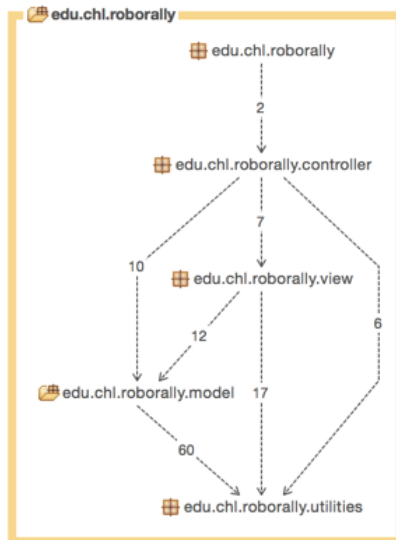 edu.chl.roborally
edu.chl.roborally
2
edu.chl.roborally.controller
7
10
edu.chl.roborally.view
6
12
edu.chl.roborally.model
17
60
edu.chl.roborally.utilities